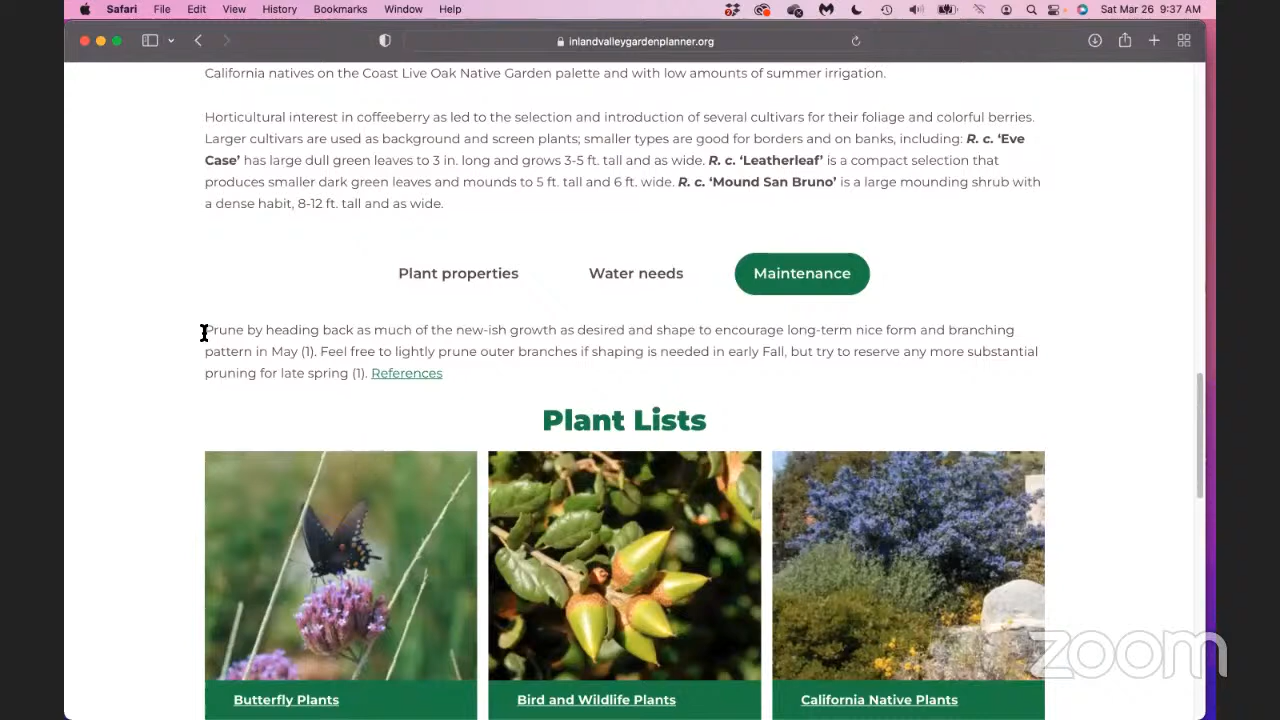 Safari File Edit View History Bookmarks Window Help Sat Mar 26 9:37 AM
inlandvalleygardenplanner.org
California natives on the Coast Live Oak Native Garden palette and with low amounts of summer irrigation.
Horticultural interest in coffeeberry as led to the selection and introduction of several cultivars for their foliage and colorful berries.
Larger cultivars are used as background and screen plants; smaller types are good for borders and on banks, including: R. c. ‘Eve
Case’ has large dull green leaves to 3 in. long and grows 3-5 ft. tall and as wide. R. c. ‘Leatherleaf’ is a compact selection that
produces smaller dark green leaves and mounds to 5 ft. tall and 6 ft. wide. R. c. ‘Mound San Bruno’ is a large mounding shrub with
a dense habit, 8-12 ft. tall and as wide.
Plant properties Water needs Maintenance
Prune by heading back as much of the new-ish growth as desired and shape to encourage long-term nice form and branching
pattern in May (1). Feel free to lightly prune outer branches if shaping is needed in early Fall, but try to reserve any more substantial
pruning for late spring (1). References
Plant Lists
Butterfly Plants Bird and Wildlife Plants California Native Plants
zoom